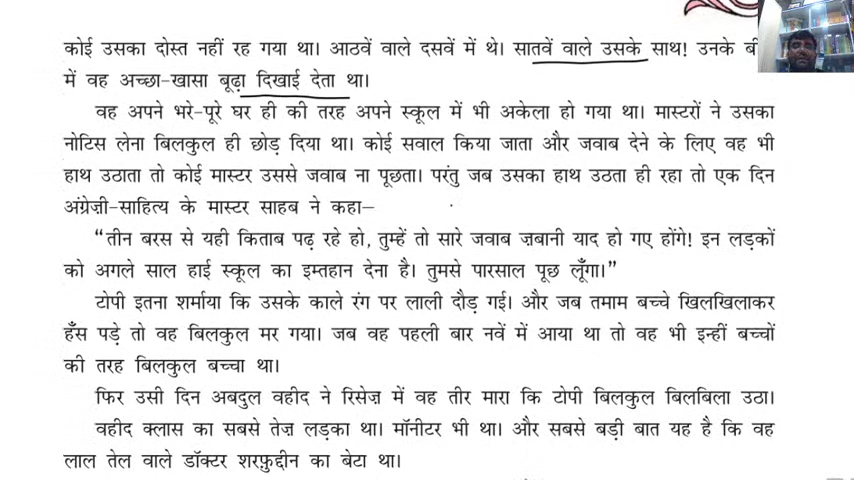 कोई उसका दोस्त नहीं रह गया था। आठवें वाले दसवें में थे। सातवें वाले उसके साथ! उनके
में वह अच्छा-खासा बूढ़ा दिखाई देता था।
वह अपने भरे-पूरे घर ही की तरह अपने स्कूल में भी अकेला हो गया था। मास्टरों ने उसका
नोटिस लेना बिलकुल ही छोड़ दिया था। कोई सवाल किया जाता और जवाब देने के लिए वह भी
हाथ उठाता तो कोई मास्टर उससे जवाब ना पूछता। परंतु जब उसका हाथ उठता ही रहा तो एक दिन
अंग्रेज़ी-साहित्य के मास्टर साहब ने कहा–
“तीन बरस से यही किताब पढ़ रहे हो, तुम्हें तो सारे जवाब ज़बानी याद हो गए होंगे! इन लड़कों
को अगले साल हाई स्कूल का इम्तहान देना है। तुमसे पारसाल पूछ लूँगा।”
टोपी इतना शर्माया कि उसके काले रंग पर लाली दौड़ गई। और जब तमाम बच्चे खिलखिलाकर
हँस पड़े तो वह बिलकुल मर गया। जब वह पहली बार नवें में आया था तो वह भी इन्हीं बच्चों
की तरह बिलकुल बच्चा था।
फिर उसी दिन अबदुल वहीद ने रिसेज़ में वह तीर मारा कि टोपी बिलकुल बिलबिला उठा।
वहीद क्लास का सबसे तेज़ लड़का था। मॉनीटर भी था। और सबसे बड़ी बात यह है कि वह
लाल तेल वाले डॉक्टर शरफ़ुद्दीन का बेटा था।